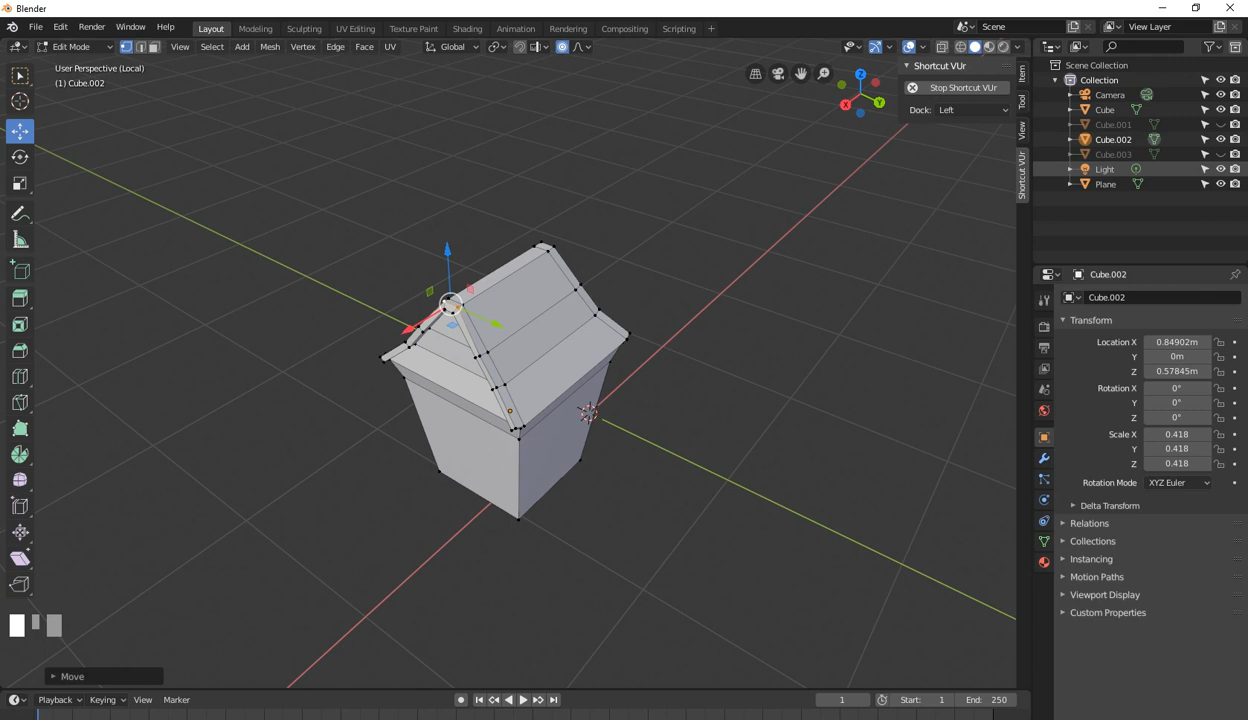 Blender
File Edit Render Window Help
Layout Modeling Sculpting UV Editing Texture Paint Shading Animation Rendering Compositing Scripting +
Scene
View Layer
Edit Mode View Select Add Mesh Vertex Edge Face UV Global
User Perspective (Local)
(1) Cube.002
X
Y
Z
Shortcut VUr
Stop Shortcut VUr
Dock: Left
Item
Tool
View
Shortcut VUr
Scene Collection
Collection
Camera
Cube
Cube.001
Cube.002
Cube.003
Light
Plane
Cube.002
Cube.002
Transform
Location X 0.84902m
Y 0m
Z 0.57845m
Rotation X 0°
Y 0°
Z 0°
Scale X 0.418
Y 0.418
Z 0.418
Rotation Mode XYZ Euler
Delta Transform
Relations
Collections
Instancing
Motion Paths
Viewport Display
Custom Properties
Move
Playback Keying View Marker
1 Start: 1 End: 250